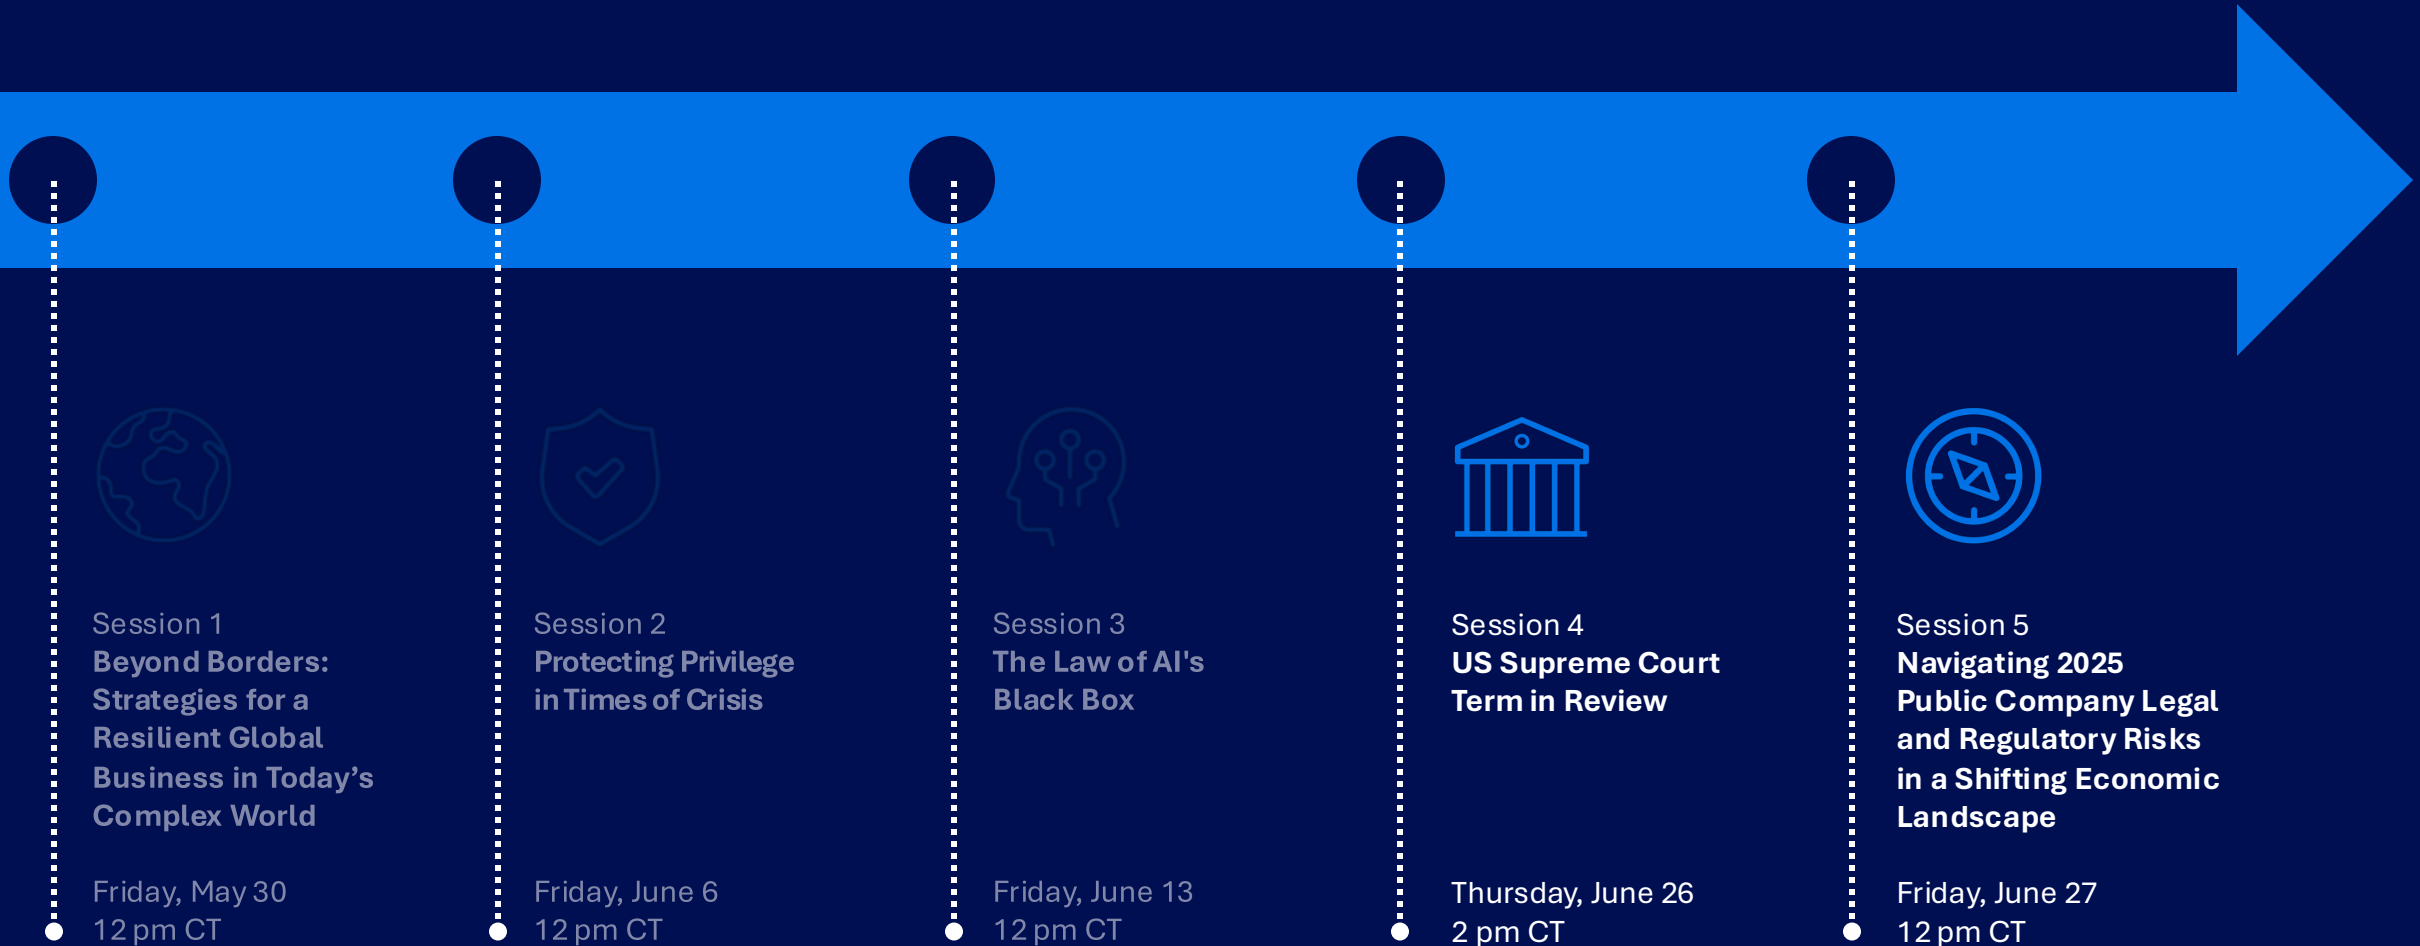 Session 1
Beyond Borders:
Strategies for a
Resilient Global
Business in Today’s
Complex World
Friday, May 30
12 pm CT
Session 2
Protecting Privilege
in Times of Crisis
Friday, June 6
12 pm CT
Session 3
The Law of AI's
Black Box
Friday, June 13
12 pm CT
Session 4
US Supreme Court
Term in Review
Thursday, June 26
2 pm CT
Session 5
Navigating 2025
Public Company Legal
and Regulatory Risks
in a Shifting Economic
Landscape
Friday, June 27
12 pm CT